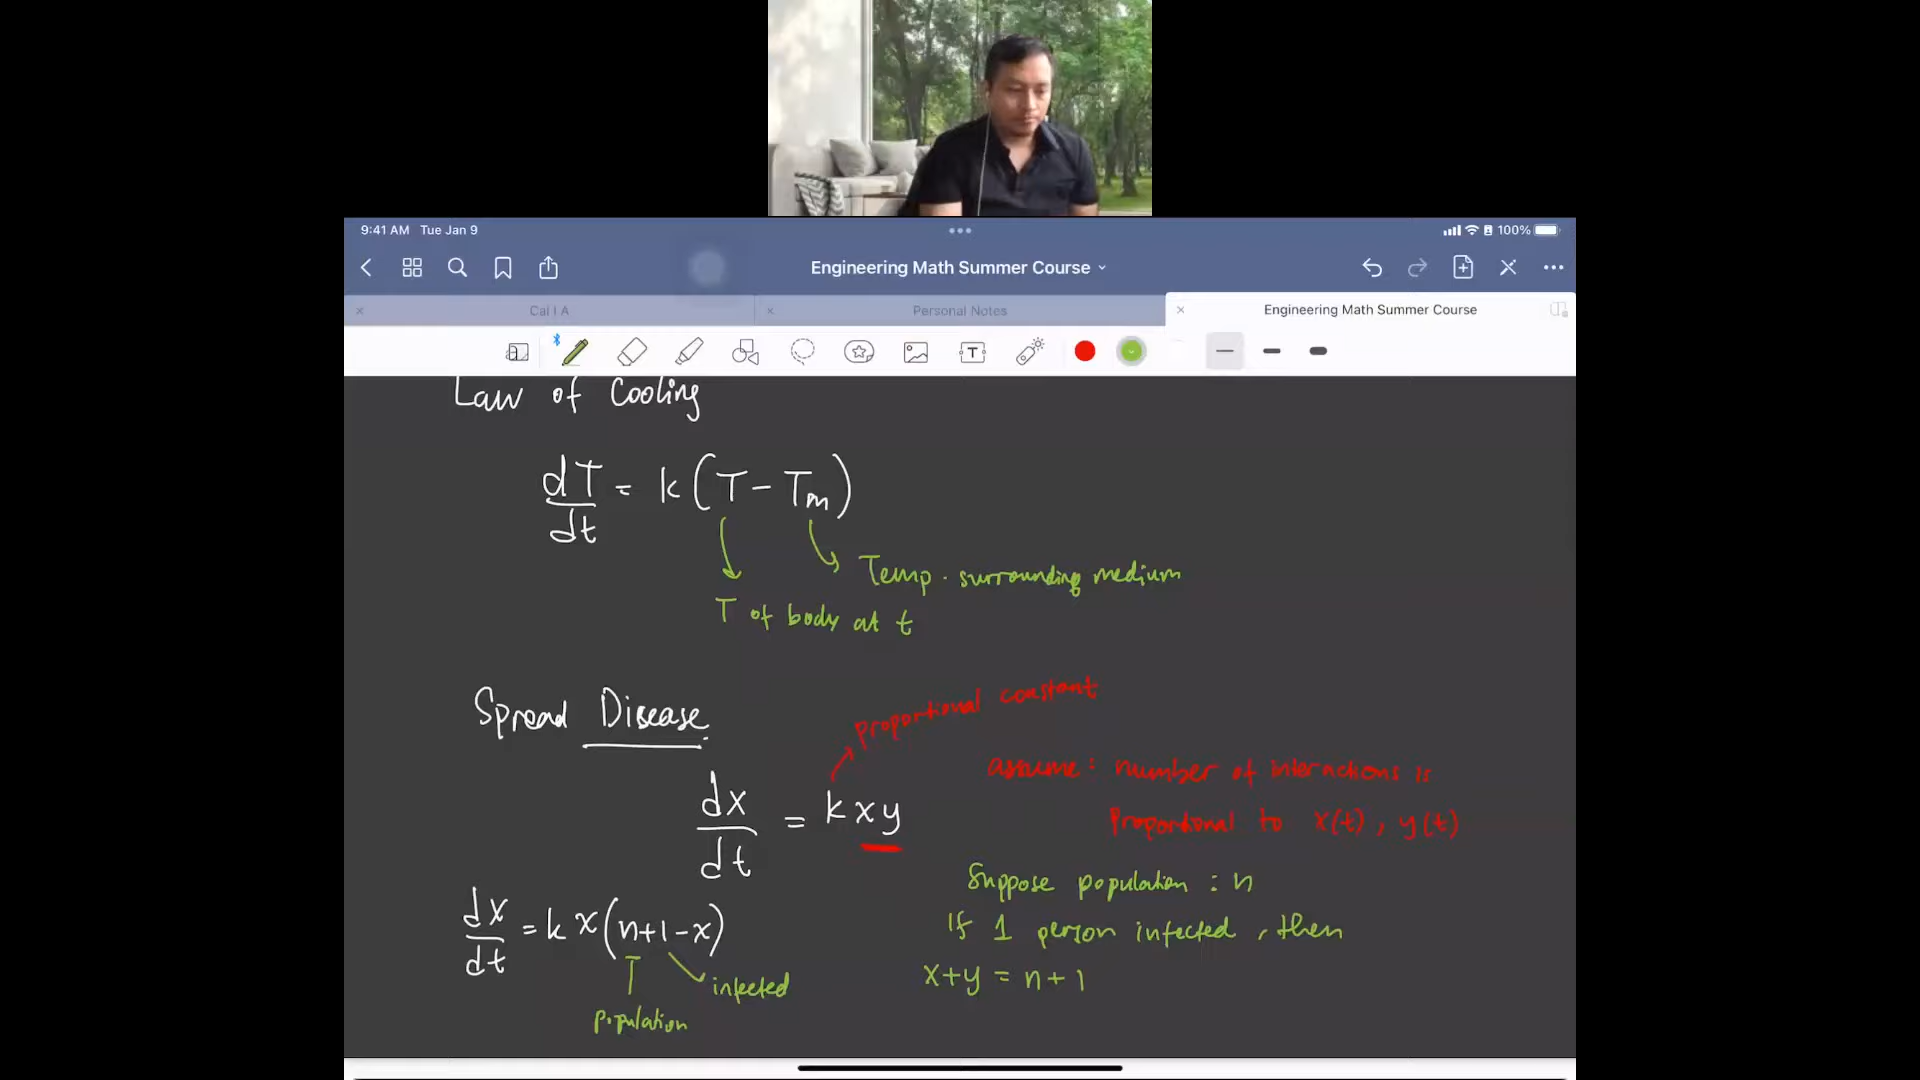 9:41 AM Tue Jan 9
100%
Engineering Math Summer Course
Cal I A
Personal Notes
Engineering Math Summer Course
Law of Cooling
dT/dt = k(T - Tm)
Temp. surrounding medium
T of body at t
Spread Disease
proportional constant
dx/dt = kxy
assume: number of interactions is
proportional to x(t), y(t)
Suppose population: n
If 1 person infected, then
x+y = n+1
dx/dt = kx(n+1-x)
infected
population